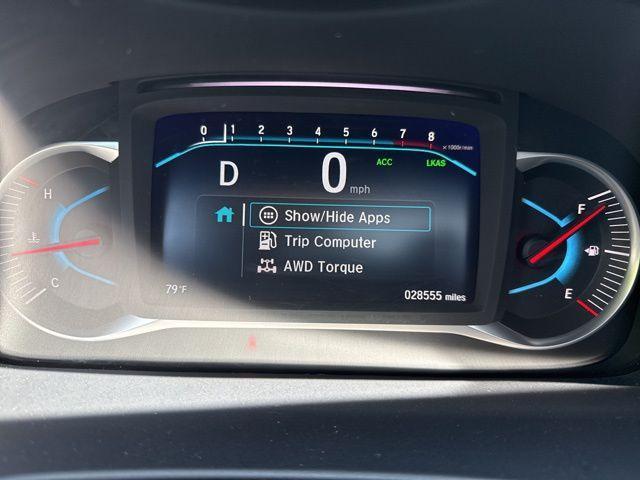 0 1 2 3 4 5 6 7 8
×1000r/min
D 0 mph
ACC LKAS
Show/Hide Apps
Trip Computer
AWD Torque
79°F
028555 miles
H
C
F
E